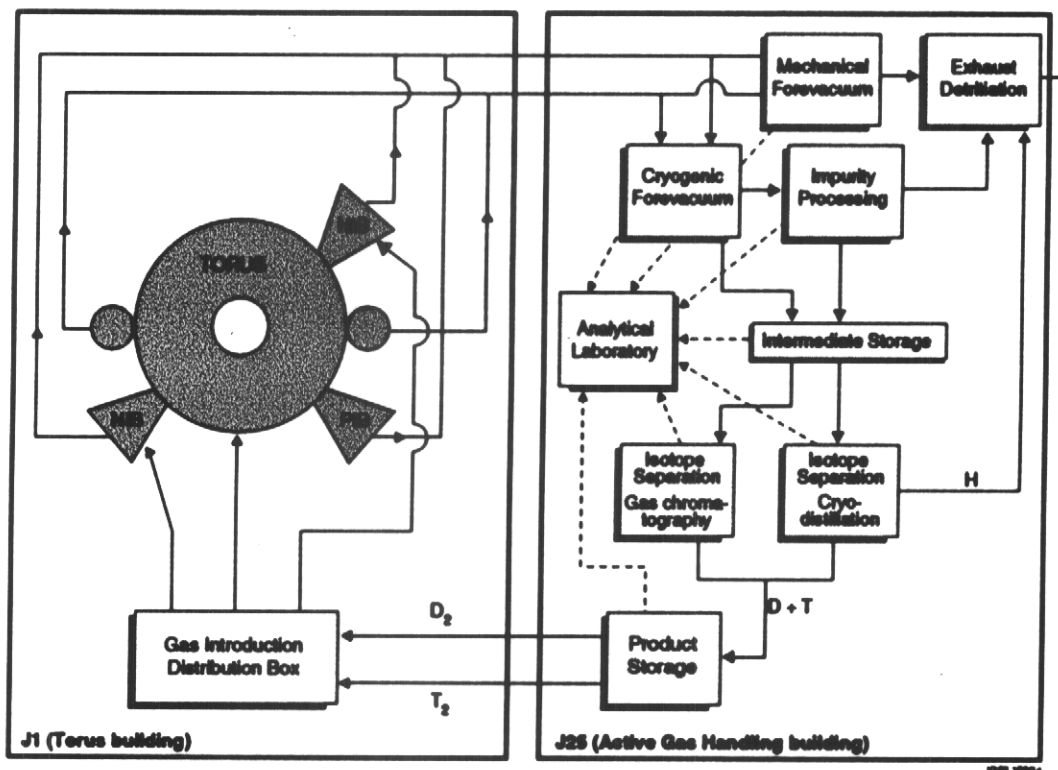 Mechanical
Forevacuum
Exhaust
Detritiation
Cryogenic
Forevacuum
Impurity
Processing
NIB
TORUS
Analytical
Laboratory
Intermediate Storage
NIB
PID
Isotope
Separation
Gas chroma-
tography
Isotope
Separation
Cryo-
distillation
H
D + T
D₂
Gas Introduction
Distribution Box
Product
Storage
T₂
J1 (Torus building)
J25 (Active Gas Handling building)